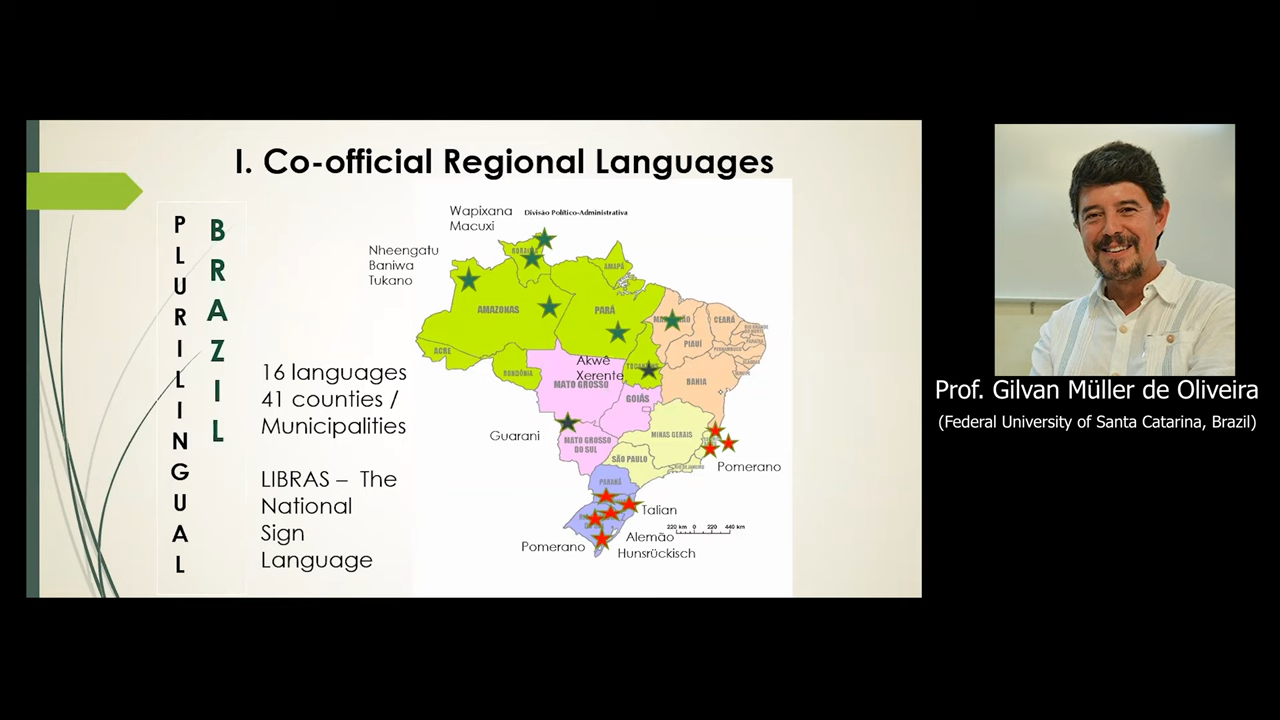 I. Co-official Regional Languages
PLURILINGUAL
BRAZIL
Wapixana
Macuxi
Divisão Político-Administrativa
Nheengatu
Baniwa
Tukano
AMAPÁ
AMAZONAS
PARÁ
CEARÁ
PIAUÍ
ACRE
RONDÔNIA
Akwê
Xerente
MATO GROSSO
BAHIA
GOIÁS
16 languages
41 counties /
Municipalities
Guarani
MATO GROSSO
DO SUL
MINAS GERAIS
SÃO PAULO
Pomerano
LIBRAS – The
National
Sign
Language
PARANÁ
Talian
220 km 0 220 440 km
Pomerano
Alemão
Hunsrückisch
Prof. Gilvan Müller de Oliveira
(Federal University of Santa Catarina, Brazil)